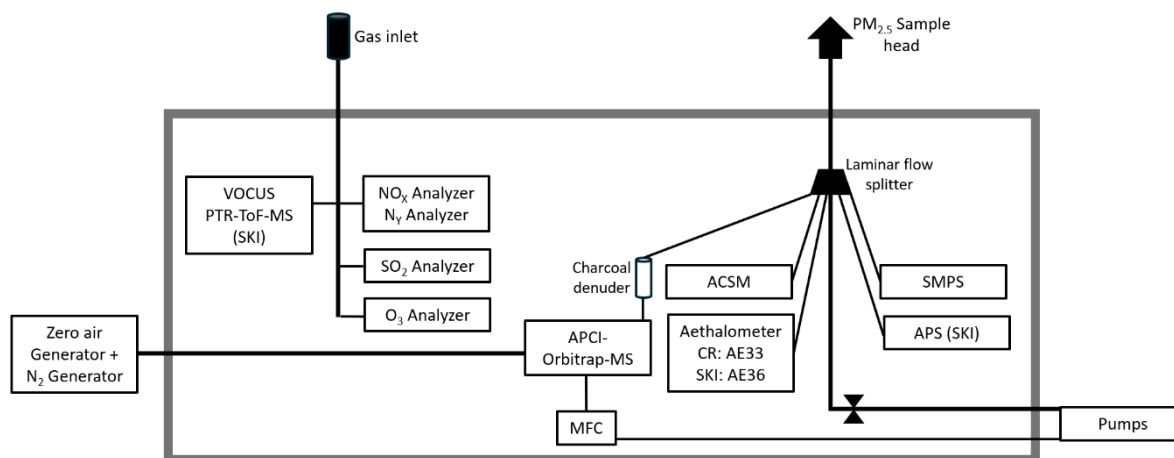 Gas inlet
PM2.5 Sample
head
Laminar flow
splitter
VOCUS
PTR-ToF-MS
(SKI)
NOX Analyzer
NY Analyzer
SO2 Analyzer
O3 Analyzer
Charcoal
denuder
ACSM
SMPS
Zero air
Generator +
N2 Generator
APCI-
Orbitrap-MS
Aethalometer
CR: AE33
SKI: AE36
APS (SKI)
MFC
Pumps